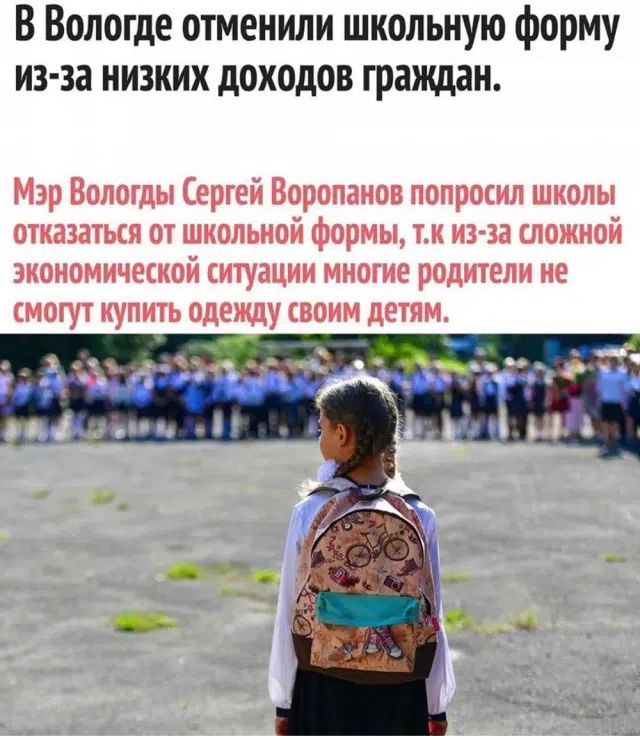 В Вологде отменили школьную форму
из-за низких доходов граждан.
Мэр Вологды Сергей Воропанов попросил школы
отказаться от школьной формы, т.к из-за сложной
экономической ситуации многие родители не
смогут купить одежду своим детям.